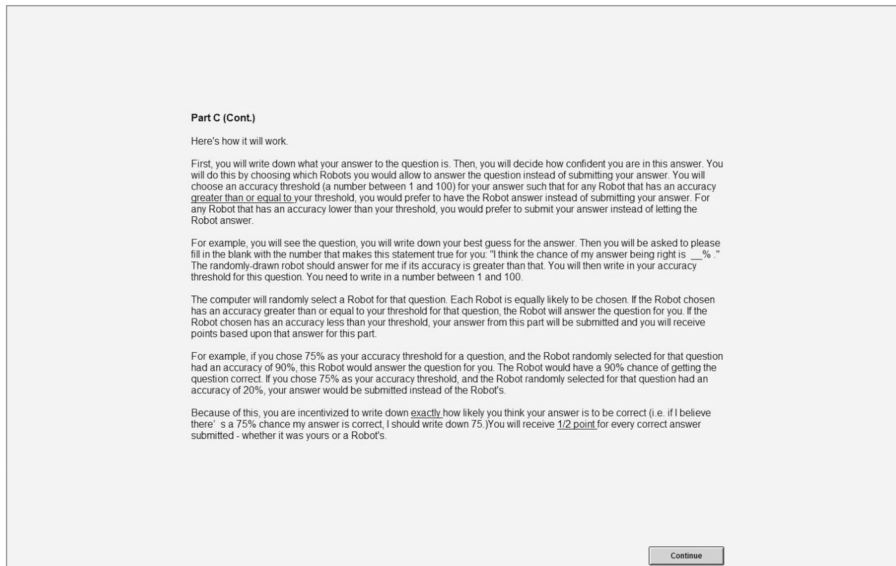 Part C (Cont.)
Here's how it will work.
First, you will write down what your answer to the question is. Then, you will decide how confident you are in this answer. You
will do this by choosing which Robots you would allow to answer the question instead of submitting your answer. You will
choose an accuracy threshold (a number between 1 and 100) for your answer such that for any Robot that has an accuracy
greater than or equal to your threshold, you would prefer to have the Robot answer instead of submitting your answer. For
any Robot that has an accuracy lower than your threshold, you would prefer to submit your answer instead of letting the
Robot answer.
For example, you will see the question, you will write down your best guess for the answer. Then you will be asked to please
fill in the blank with the number that makes this statement true for you: "I think the chance of my answer being right is __% ."
The randomly-drawn robot should answer for me if its accuracy is greater than that. You will then write in your accuracy
threshold for this question. You need to write in a number between 1 and 100.
The computer will randomly select a Robot for that question. Each Robot is equally likely to be chosen. If the Robot chosen
has an accuracy greater than or equal to your threshold for that question, the Robot will answer the question for you. If the
Robot chosen has an accuracy less than your threshold, your answer from this part will be submitted and you will receive
points based upon that answer for this part.
For example, if you chose 75% as your accuracy threshold for a question, and the Robot randomly selected for that question
had an accuracy of 90%, this Robot would answer the question for you. The Robot would have a 90% chance of getting the
question correct. If you chose 75% as your accuracy threshold, and the Robot randomly selected for that question had an
accuracy of 20%, your answer would be submitted instead of the Robot's.
Because of this, you are incentivized to write down exactly how likely you think your answer is to be correct (i.e. if I believe
there' s a 75% chance my answer is correct, I should write down 75.)You will receive 1/2 point for every correct answer
submitted - whether it was yours or a Robot's.
Continue